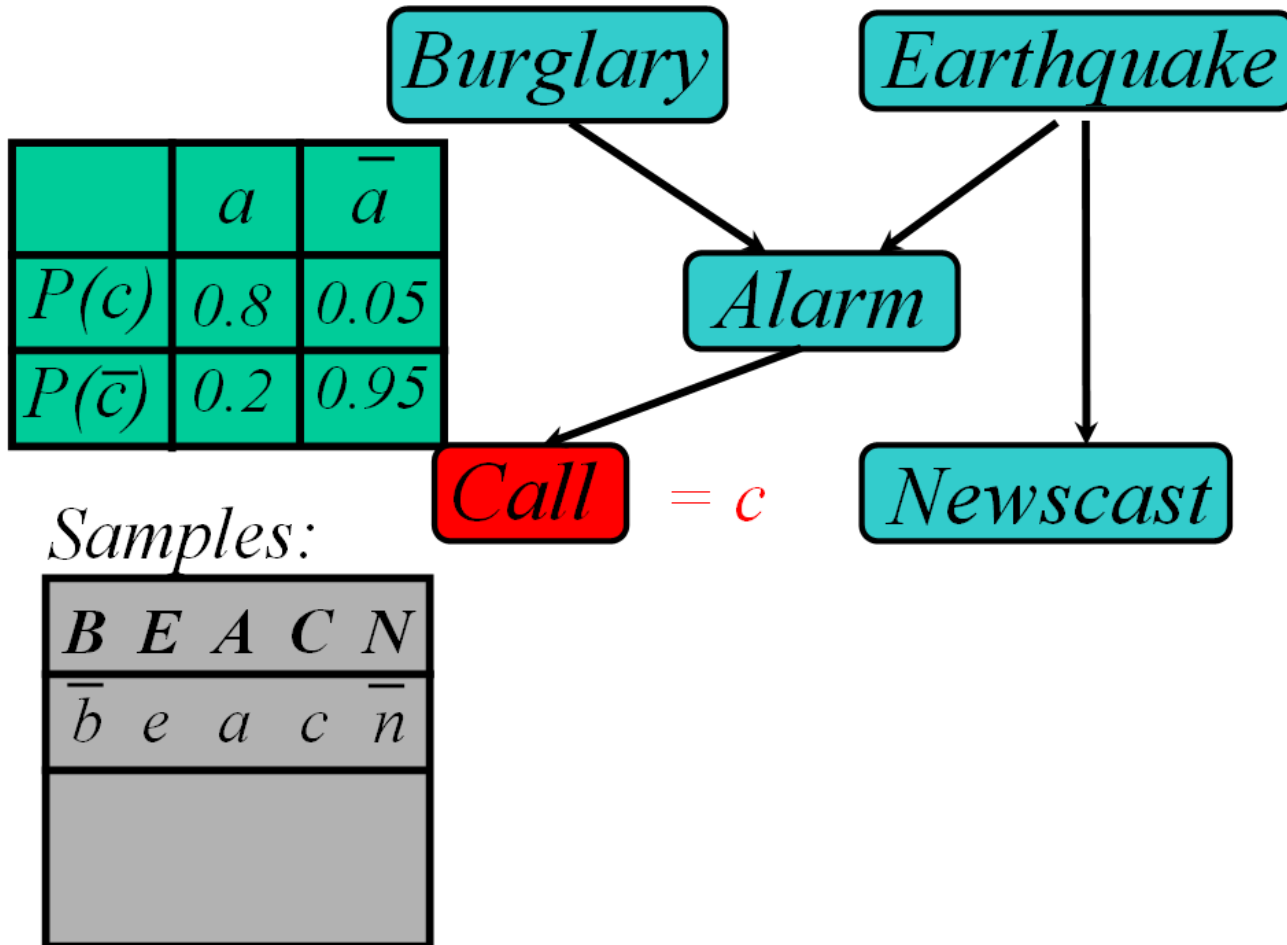 Burglary Earthquake
a a̅
Alarm
P(c) 0.8 0.05
P(c̅) 0.2 0.95
Call = c Newscast
Samples:
B E A C N
b̅ e a c n̅